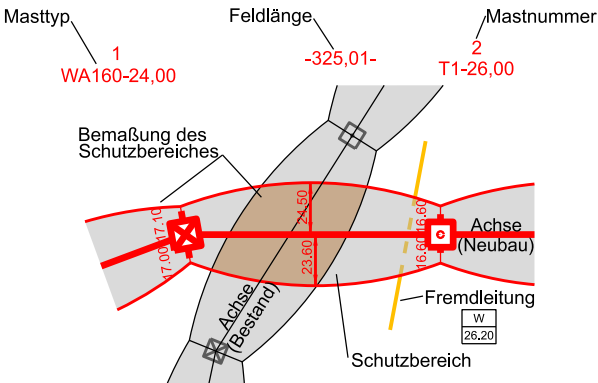 Masttyp
Feldlänge
Mastnummer
1
WA160-24,00
-325,01-
2
T1-26,00
Bemaßung des
Schutzbereiches
17.10
17.00
24.50
23.60
16.60
16.60
Achse
(Neubau)
Achse
(Bestand)
Fremdleitung
W
26.20
Schutzbereich